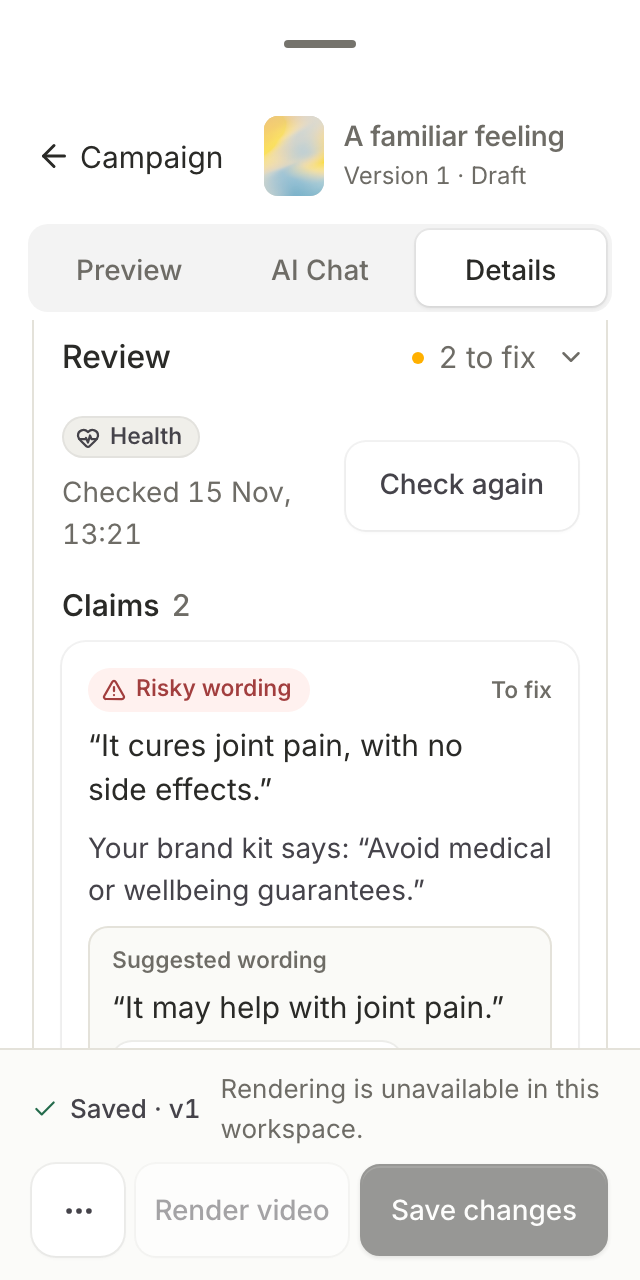 Campaign
A familiar feeling
Version 1 · Draft
Preview
AI Chat
Details
Review
2 to fix
Health
Checked 15 Nov,
13:21
Check again
Claims 2
Risky wording
To fix
“It cures joint pain, with no
side effects.”
Your brand kit says: “Avoid medical
or wellbeing guarantees.”
Suggested wording
“It may help with joint pain.”
Saved · v1
Rendering is unavailable in this
workspace.
Render video
Save changes